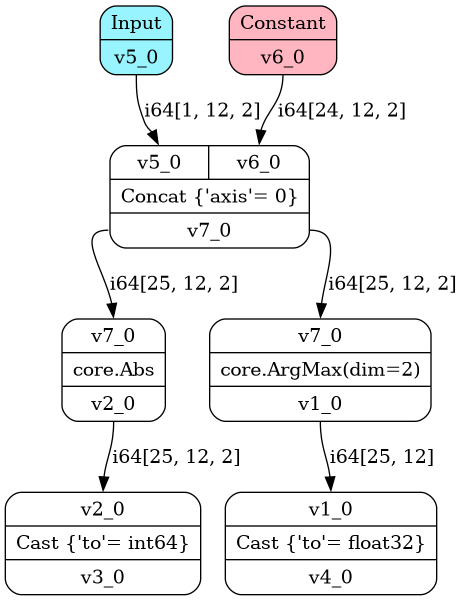 Input
v5_0
Constant
v6_0
i64[1, 12, 2]
i64[24, 12, 2]
v5_0 v6_0
Concat {'axis'= 0}
v7_0
i64[25, 12, 2]
i64[25, 12, 2]
v7_0
core.Abs
v2_0
v7_0
core.ArgMax(dim=2)
v1_0
i64[25, 12, 2]
i64[25, 12]
v2_0
Cast {'to'= int64}
v3_0
v1_0
Cast {'to'= float32}
v4_0